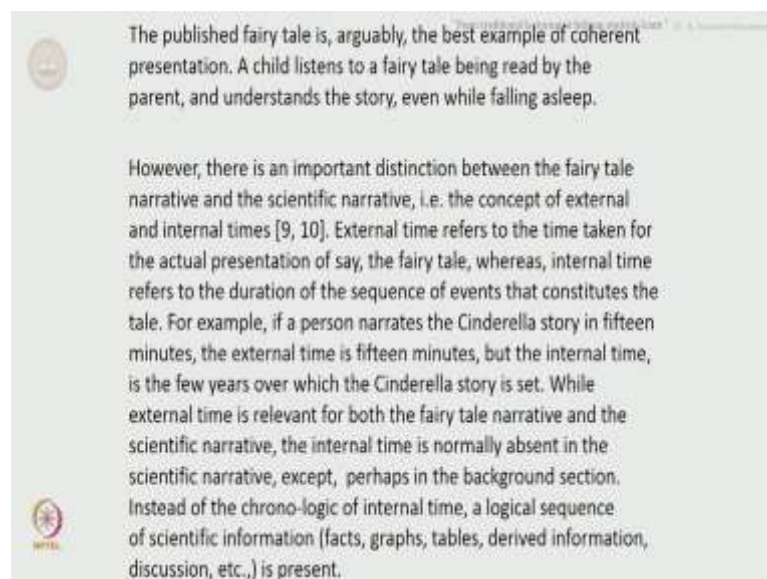 The published fairy tale is, arguably, the best example of coherent
presentation. A child listens to a fairy tale being read by the
parent, and understands the story, even while falling asleep.
However, there is an important distinction between the fairy tale
narrative and the scientific narrative, i.e. the concept of external
and internal times [9, 10]. External time refers to the time taken for
the actual presentation of say, the fairy tale, whereas, internal time
refers to the duration of the sequence of events that constitutes the
tale. For example, if a person narrates the Cinderella story in fifteen
minutes, the external time is fifteen minutes, but the internal time,
is the few years over which the Cinderella story is set. While
external time is relevant for both the fairy tale narrative and the
scientific narrative, the internal time is normally absent in the
scientific narrative, except, perhaps in the background section.
Instead of the chrono-logic of internal time, a logical sequence
of scientific information (facts, graphs, tables, derived information,
discussion, etc.,) is present.
NPTEL